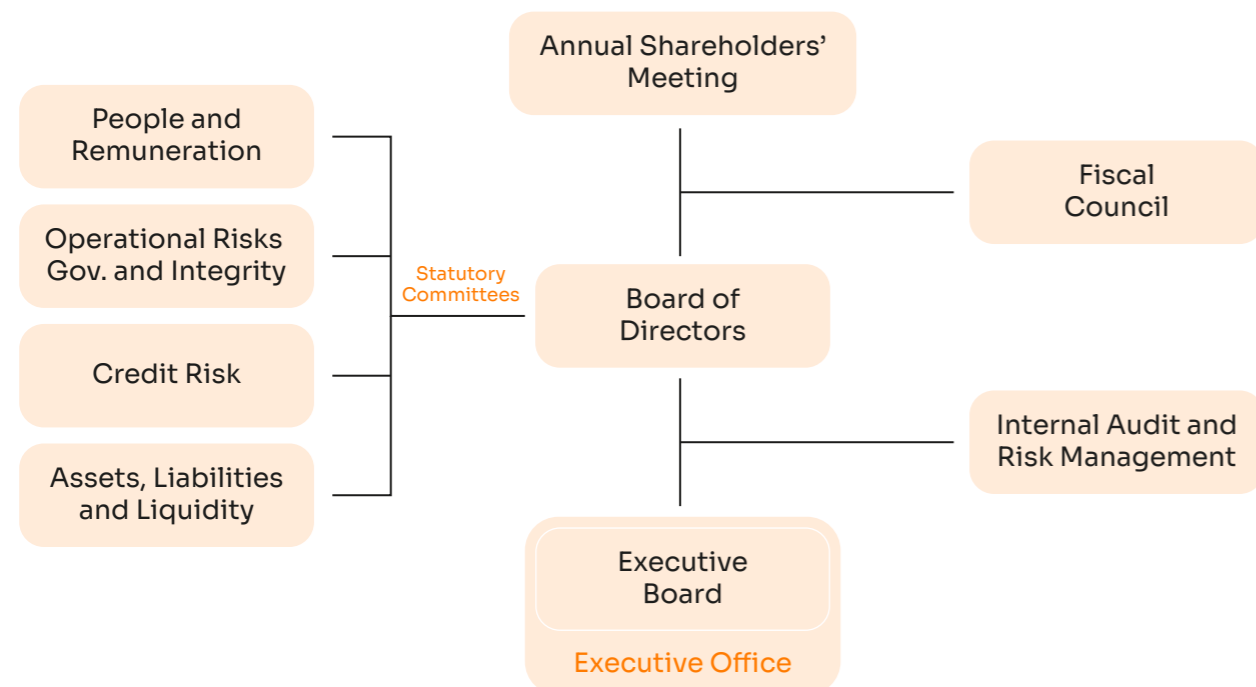 Annual Shareholders’
Meeting
People and
Remuneration
Fiscal
Council
Operational Risks
Gov. and Integrity
Statutory
Committees
Board of
Directors
Credit Risk
Internal Audit and
Risk Management
Assets, Liabilities
and Liquidity
Executive
Board
Executive Office